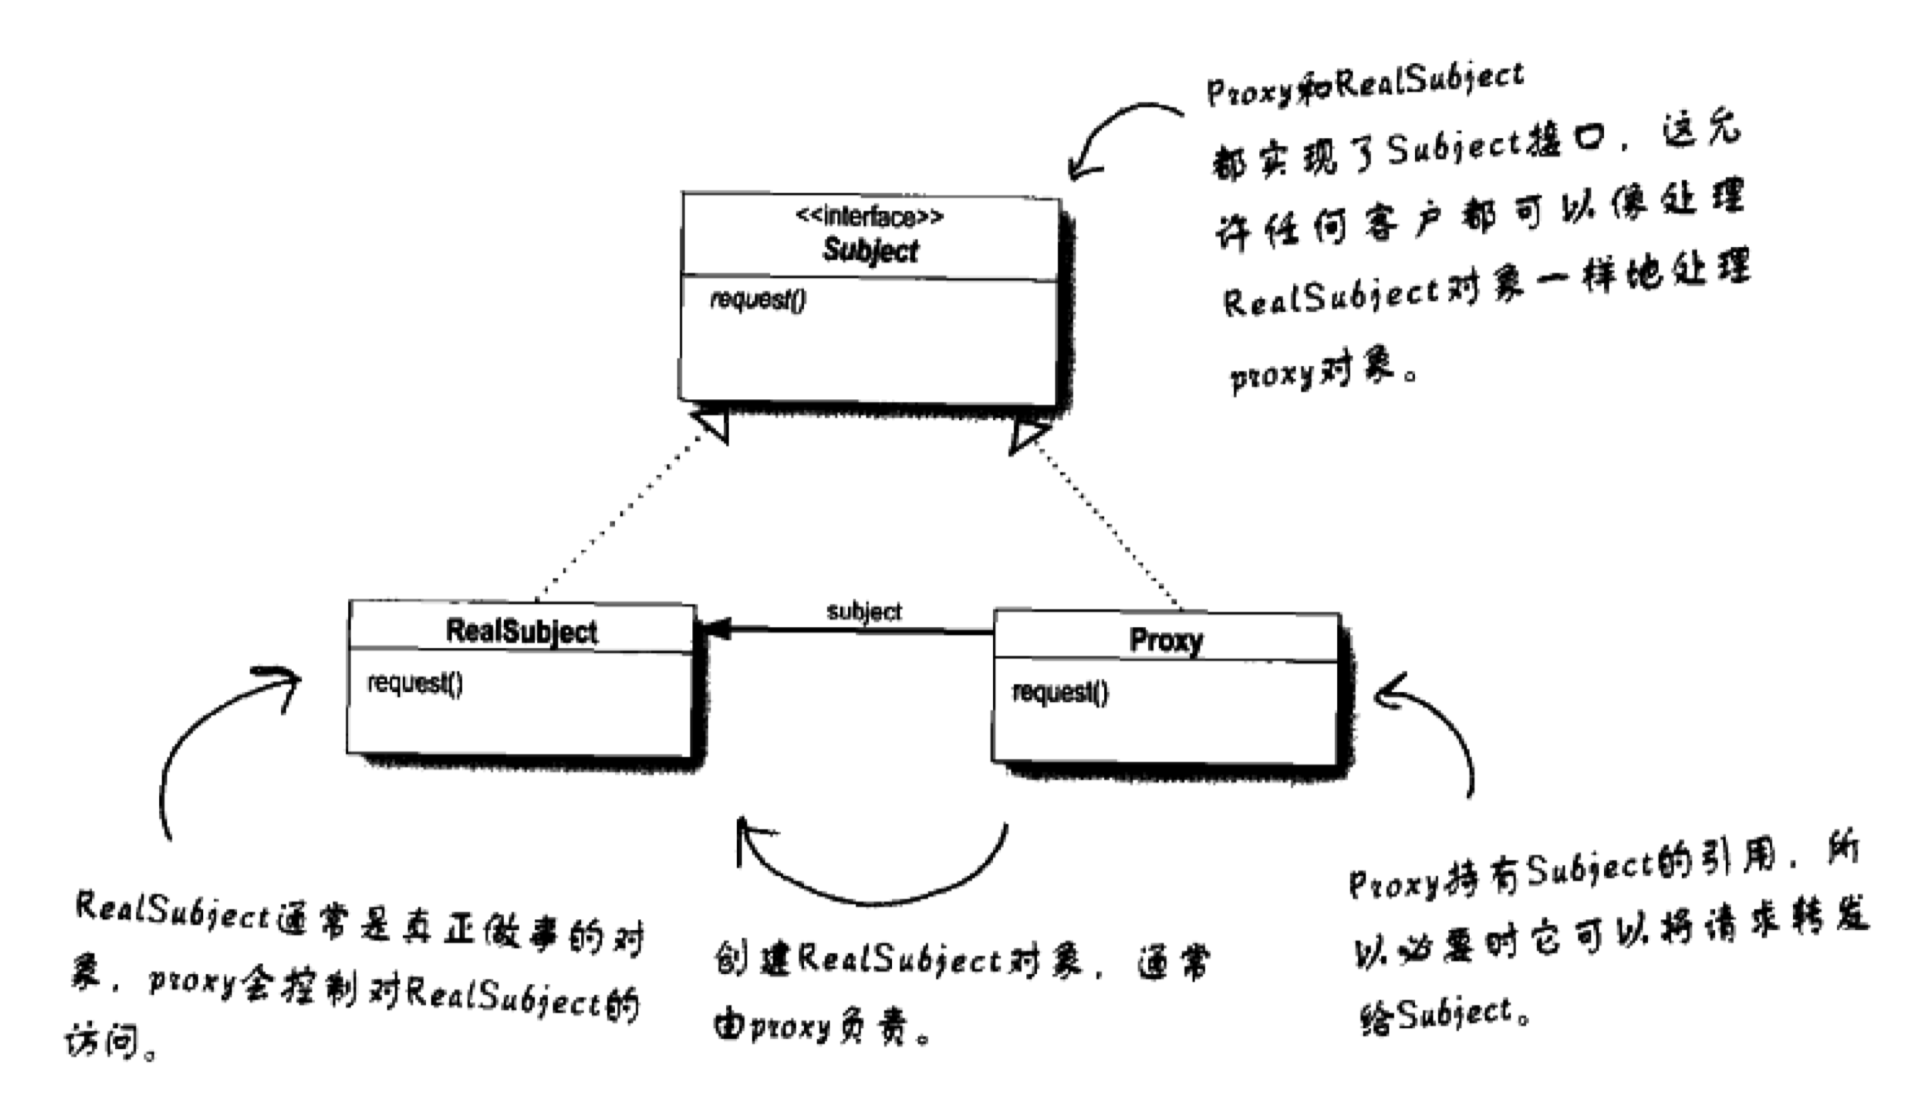 Proxy和RealSubject
都实现了Subject接口，这允
许任何客户都可以像处理
RealSubject对象一样地处理
proxy对象。
<<interface>>
Subject
request()
subject
RealSubject
request()
Proxy
request()
RealSubject通常是真正做事的对
象，proxy会控制对RealSubject的
访问。
创建RealSubject对象，通常
由proxy负责。
Proxy持有Subject的引用，所
以必要时它可以将请求转发
给Subject。